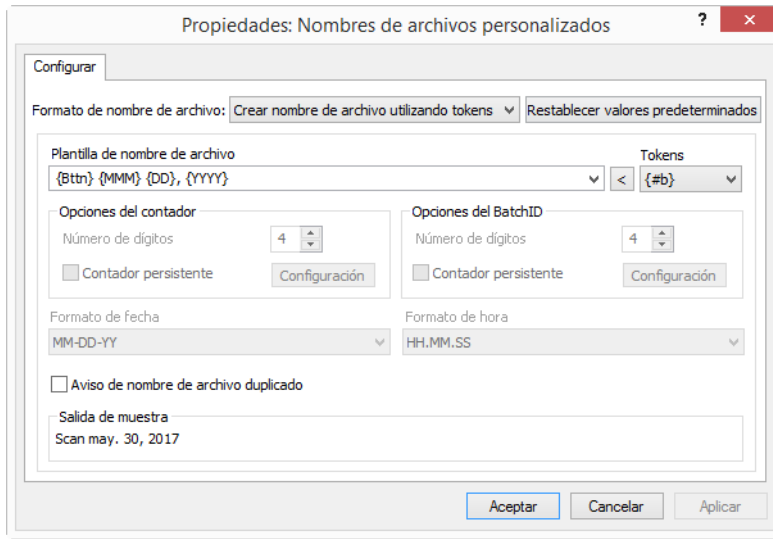 Propiedades: Nombres de archivos personalizados ? ×
Configurar
Formato de nombre de archivo: Crear nombre de archivo utilizando tokens Restablecer valores predeterminados
Plantilla de nombre de archivo Tokens
{Bttn} {MMM} {DD}, {YYYY} < {#b}
Opciones del contador Opciones del BatchID
Número de dígitos 4 Número de dígitos 4
Contador persistente Configuración Contador persistente Configuración
Formato de fecha Formato de hora
MM-DD-YY HH.MM.SS
Aviso de nombre de archivo duplicado
Salida de muestra
Scan may. 30, 2017
Aceptar Cancelar Aplicar